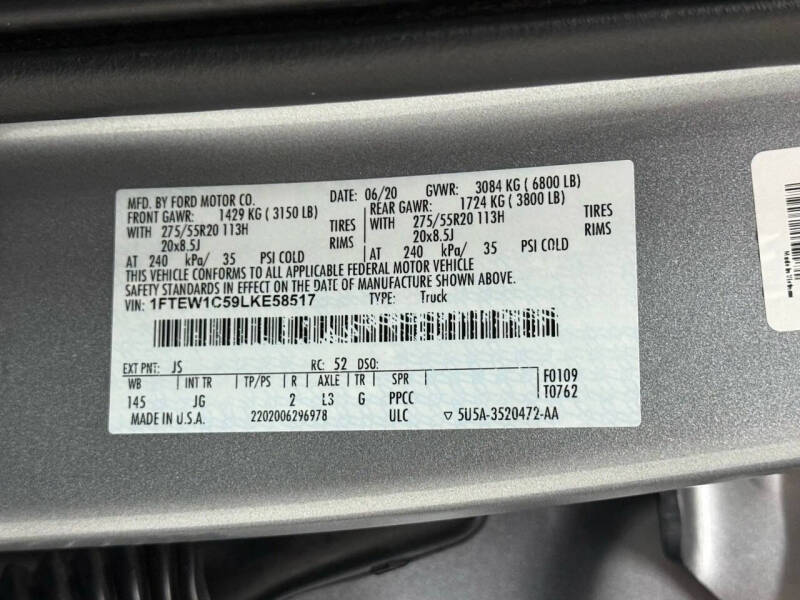 MFD. BY FORD MOTOR CO. DATE: 06/20 GVWR: 3084 KG ( 6800 LB)
FRONT GAWR: 1429 KG ( 3150 LB) REAR GAWR: 1724 KG ( 3800 LB)
WITH 275/55R20 113H TIRES WITH 275/55R20 113H TIRES
20x8.5J RIMS 20x8.5J RIMS
AT 240 kPa/ 35 PSI COLD AT 240 kPa/ 35 PSI COLD
THIS VEHICLE CONFORMS TO ALL APPLICABLE FEDERAL MOTOR VEHICLE
SAFETY STANDARDS IN EFFECT ON THE DATE OF MANUFACTURE SHOWN ABOVE.
VIN: 1FTEW1C59LKE58517 TYPE: Truck
EXT PNT: JS RC: 52 DSO:
WB INT TR TP/PS R AXLE TR SPR F0109
145 JG 2 L3 G PPCC T0762
MADE IN U.S.A. 2202006296978 ULC ▽ 5U5A-3520472-AA